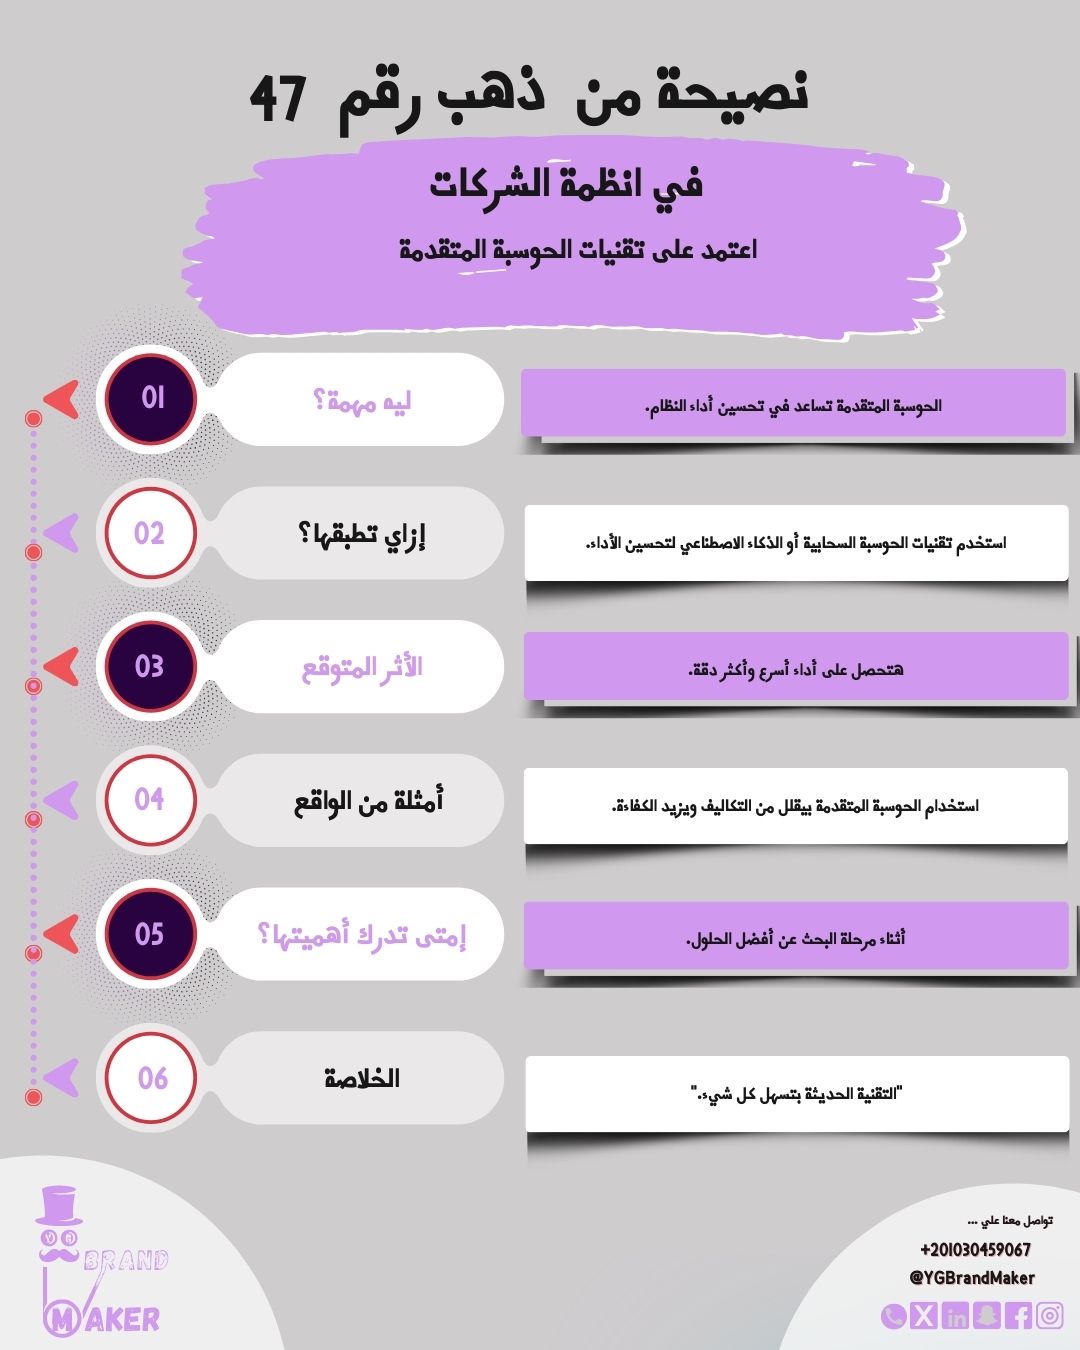 نصيحة من ذهب رقم 47
في انظمة الشركات
اعتمد على تقنيات الحوسبة المتقدمة
01
ليه مهمة؟
الحوسبة المتقدمة تساعد في تحسين أداء النظام.
02
إزاي تطبقها؟
استخدم تقنيات الحوسبة السحابية أو الذكاء الاصطناعي لتحسين الأداء.
03
الأثر المتوقع
هتحصل على أداء أسرع وأكثر دقة.
04
أمثلة من الواقع
استخدام الحوسبة المتقدمة بيقلل من التكاليف ويزيد الكفاءة.
05
إمتى تدرك أهميتها؟
أثناء مرحلة البحث عن أفضل الحلول.
06
الخلاصة
"التقنية الحديثة بتسهل كل شيء."
BRAND
MAKER
تواصل معنا علي ...
+201030459067
@YGBrandMaker